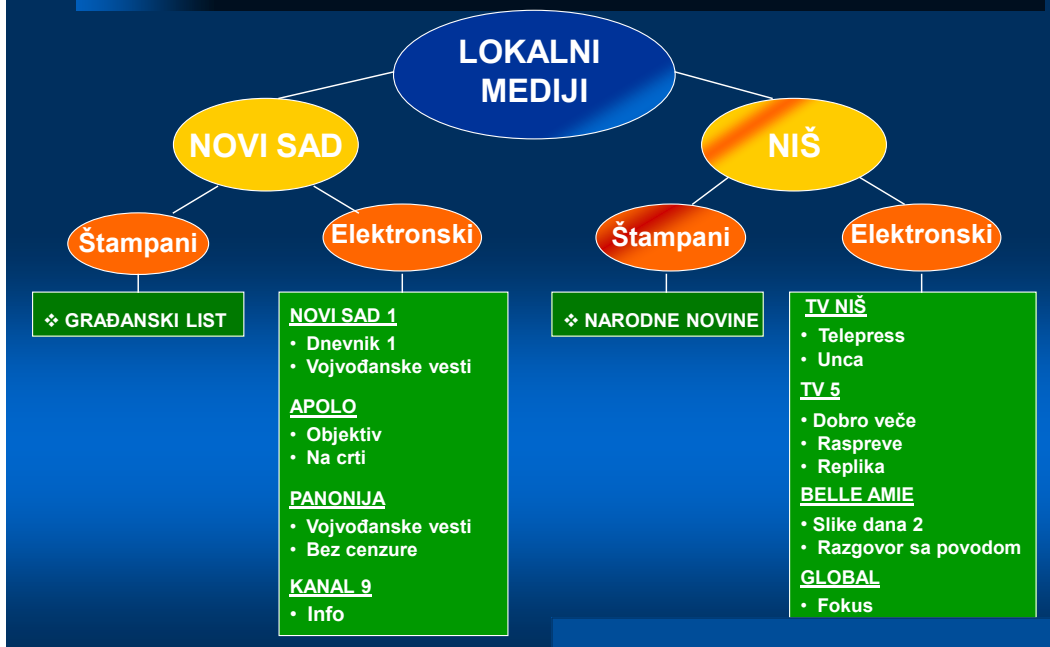 LOKALNI
MEDIJI
NOVI SAD
NIŠ
Štampani
Elektronski
Štampani
Elektronski
❖ GRAĐANSKI LIST
NOVI SAD 1
• Dnevnik 1
• Vojvođanske vesti
APOLO
• Objektiv
• Na crti
PANONIJA
• Vojvođanske vesti
• Bez cenzure
KANAL 9
• Info
❖ NARODNE NOVINE
TV NIŠ
• Telepress
• Unca
TV 5
• Dobro veče
• Raspreve
• Replika
BELLE AMIE
• Slike dana 2
• Razgovor sa povodom
GLOBAL
• Fokus